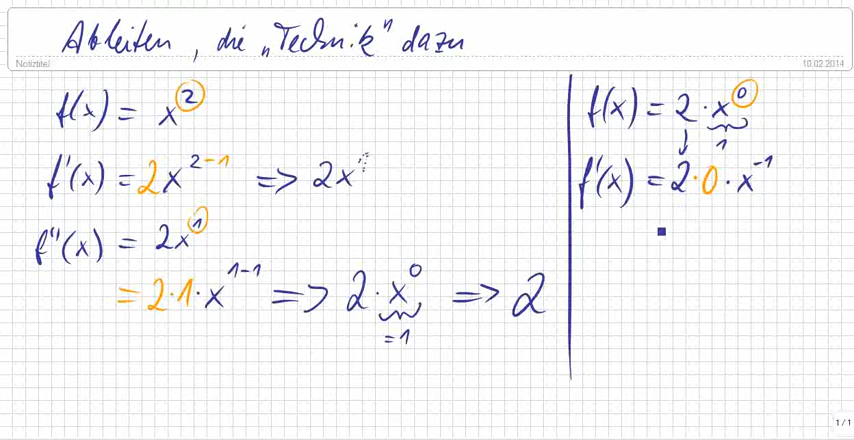 Ableiten, die „Technik" dazu
Notiztitel 10.02.2014
f(x) = x²
f'(x) = 2x²⁻¹ => 2x
f''(x) = 2x¹
= 2·1·x¹⁻¹ => 2·x⁰ => 2
=1
f(x) = 2·x⁰
1
f'(x) = 2·0·x⁻¹
1/1